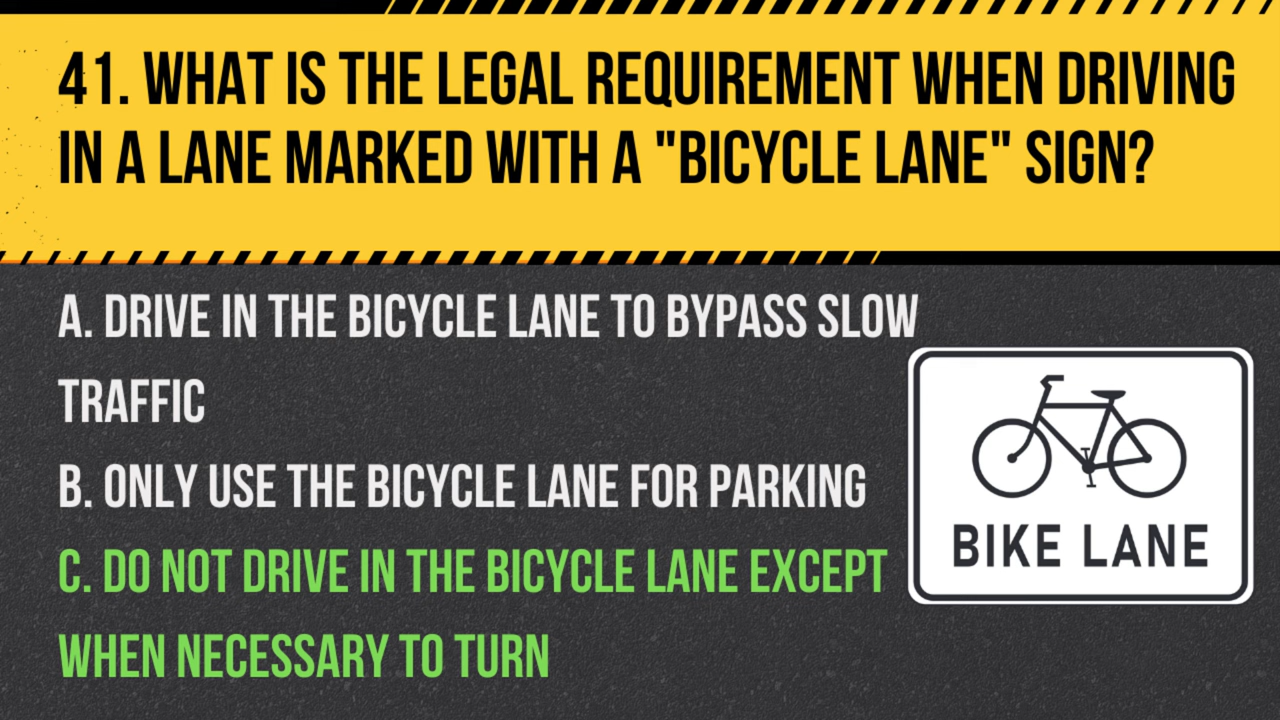 41. WHAT IS THE LEGAL REQUIREMENT WHEN DRIVING
IN A LANE MARKED WITH A "BICYCLE LANE" SIGN?
A. DRIVE IN THE BICYCLE LANE TO BYPASS SLOW
TRAFFIC
B. ONLY USE THE BICYCLE LANE FOR PARKING
C. DO NOT DRIVE IN THE BICYCLE LANE EXCEPT
WHEN NECESSARY TO TURN
BIKE LANE